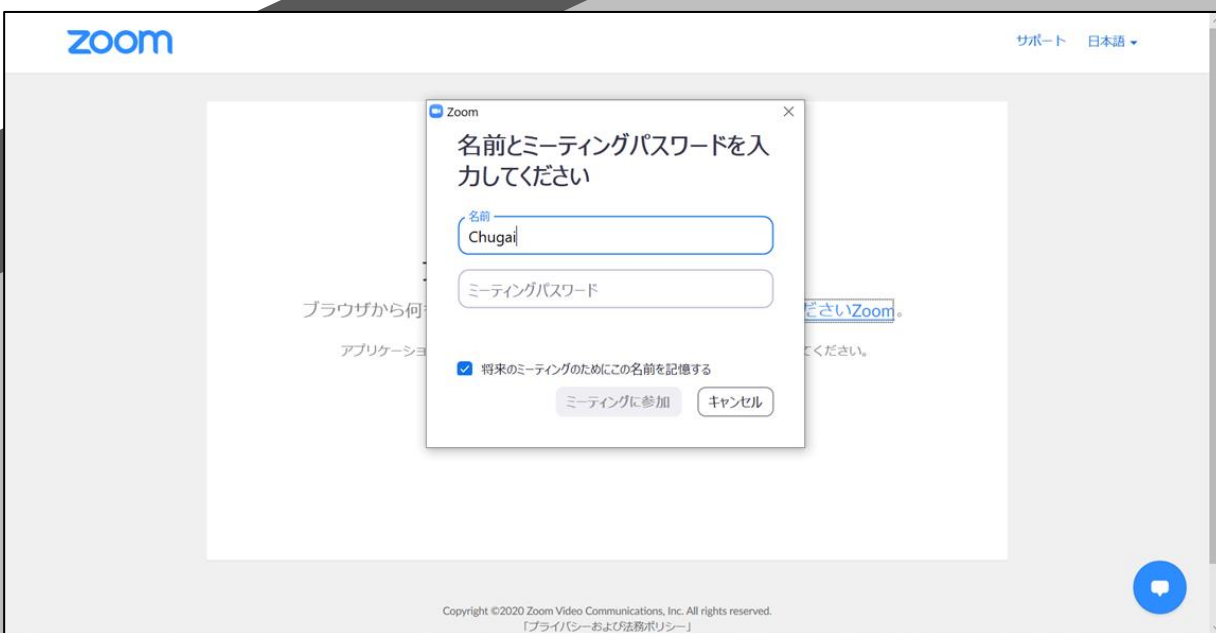 zoom
サポート 日本語
Zoom
名前とミーティングパスワードを入
力してください
名前
Chugai
ミーティングパスワード
ブラウザから何 ださいZoom。
アプリケーショ てください。
将来のミーティングのためにこの名前を記憶する
ミーティングに参加 キャンセル
Copyright ©2020 Zoom Video Communications, Inc. All rights reserved.
「プライバシーおよび法務ポリシー」